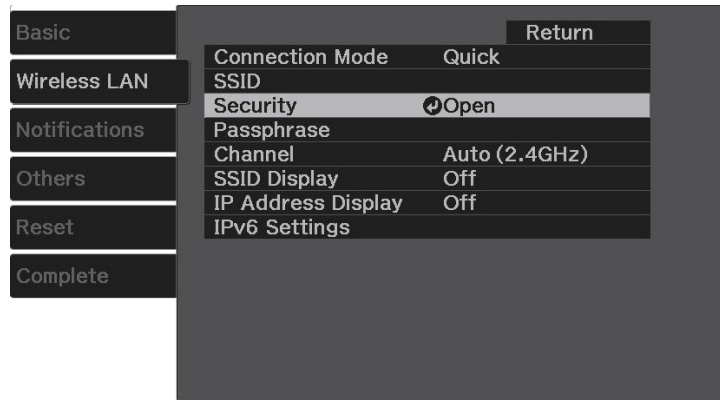 Basic
Wireless LAN
Notifications
Others
Reset
Complete
Return
Connection Mode Quick
SSID
Security Open
Passphrase
Channel Auto (2.4GHz)
SSID Display Off
IP Address Display Off
IPv6 Settings